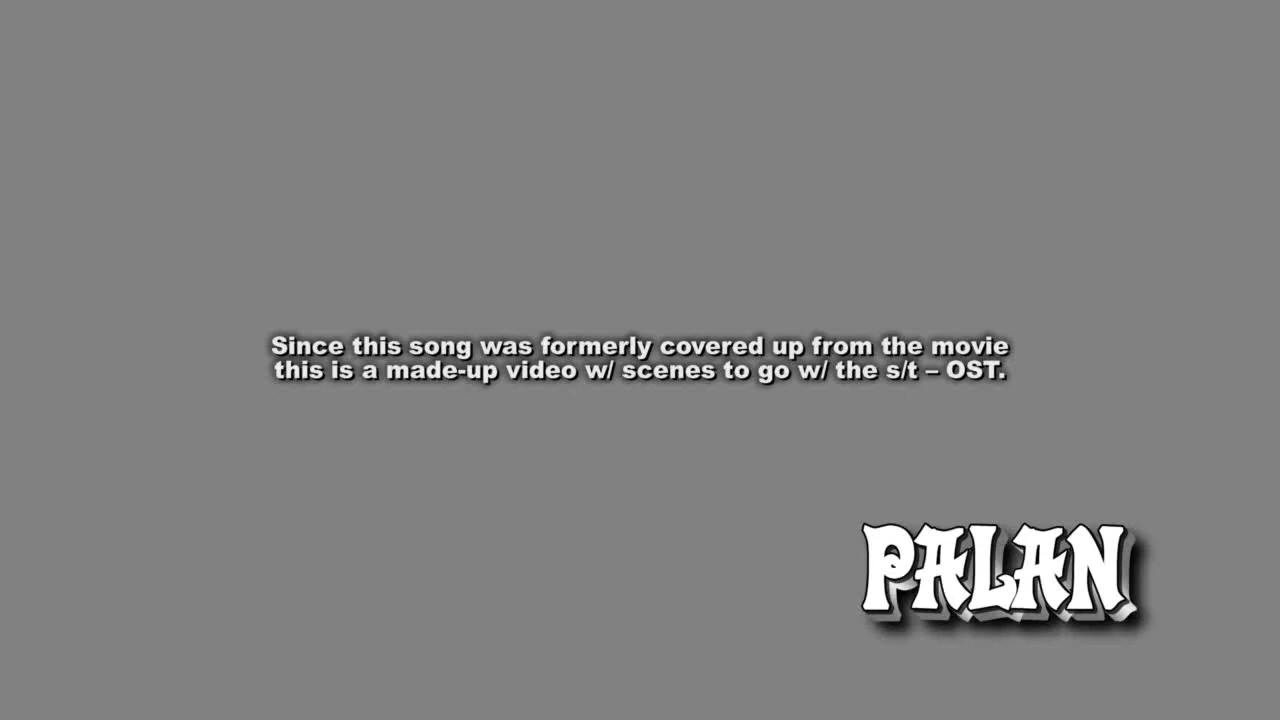 Since this song was formerly covered up from the movie
this is a made-up video w/ scenes to go w/ the s/t – OST.
PALAN